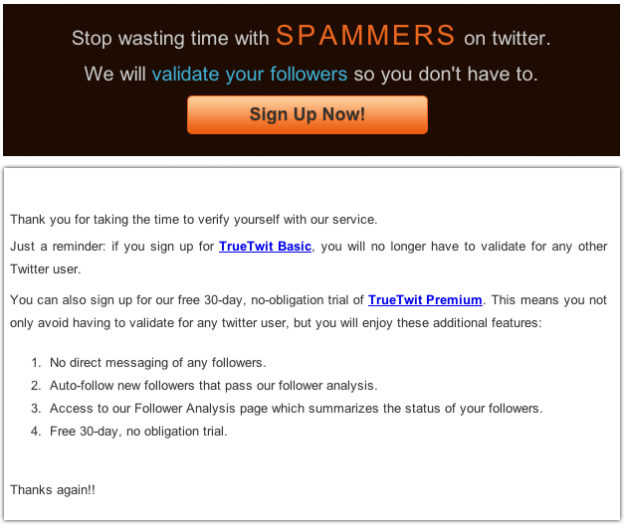 Stop wasting time with SPAMMERS on twitter.
We will validate your followers so you don't have to.
Sign Up Now!
Thank you for taking the time to verify yourself with our service.
Just a reminder: if you sign up for TrueTwit Basic, you will no longer have to validate for any other
Twitter user.
You can also sign up for our free 30-day, no-obligation trial of TrueTwit Premium. This means you not
only avoid having to validate for any twitter user, but you will enjoy these additional features:
1. No direct messaging of any followers.
2. Auto-follow new followers that pass our follower analysis.
3. Access to our Follower Analysis page which summarizes the status of your followers.
4. Free 30-day, no obligation trial.
Thanks again!!